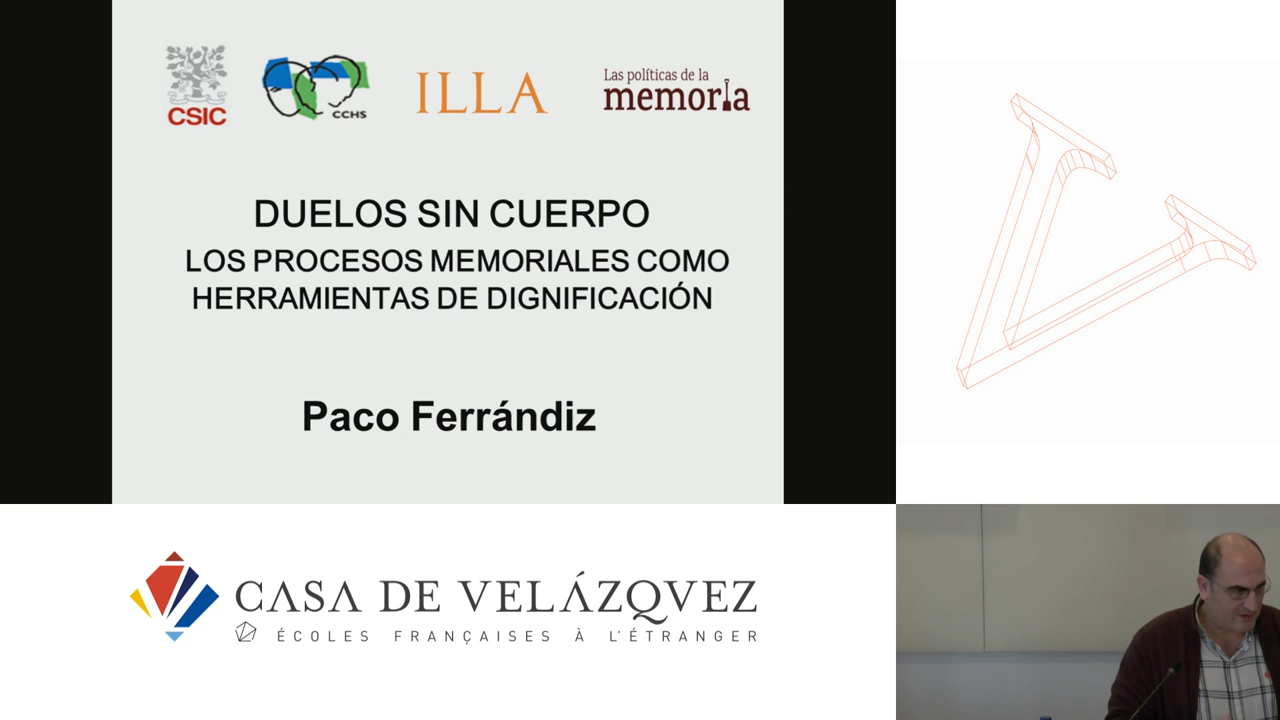 CSIC
CCHS
ILLA
Las políticas de la
memoria
DUELOS SIN CUERPO
LOS PROCESOS MEMORIALES COMO
HERRAMIENTAS DE DIGNIFICACIÓN
Paco Ferrándiz
CASA DE VELÁZQVEZ
ÉCOLES FRANÇAISES À L'ÉTRANGER